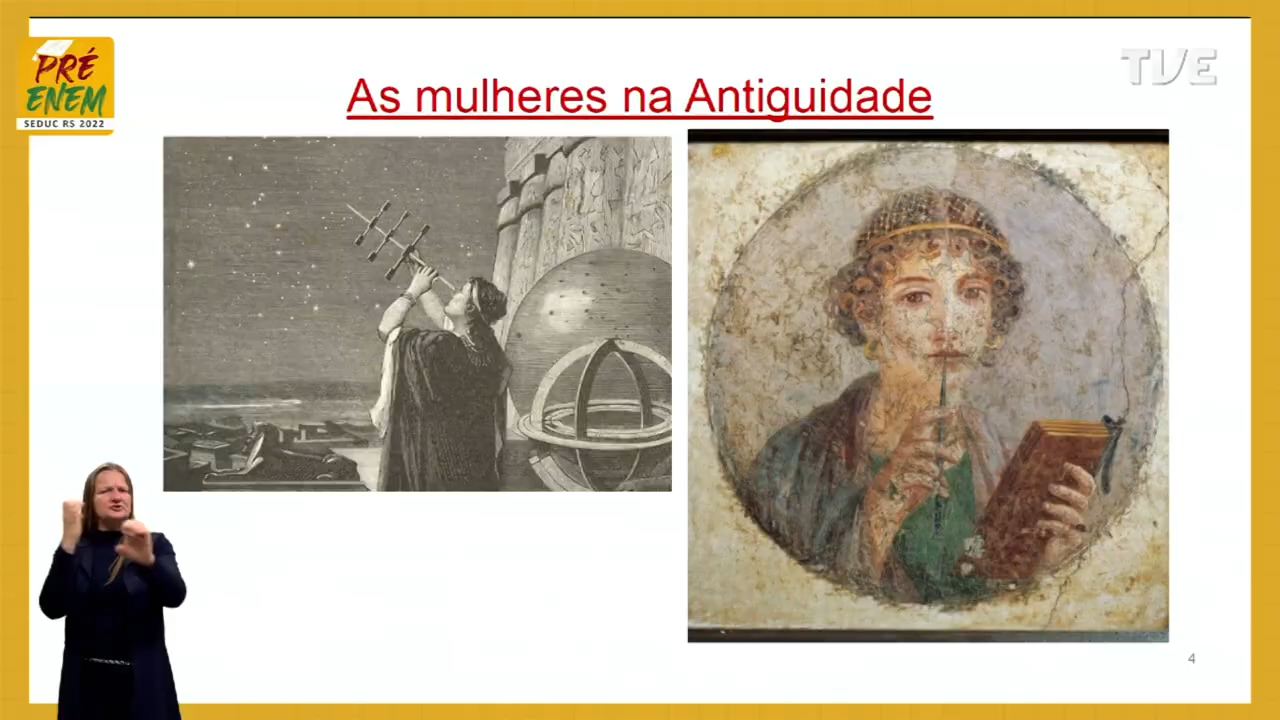 PRÉ
ENEM
SEDUC RS 2022
TVE
As mulheres na Antiguidade
4